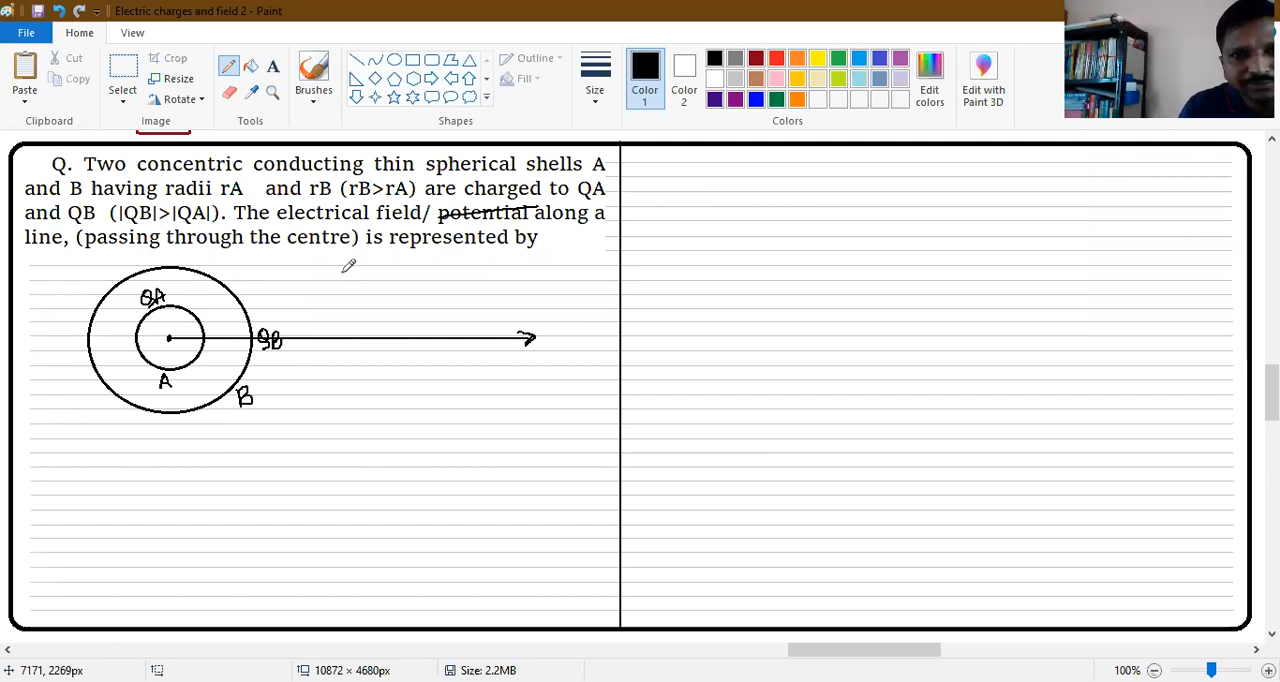 Electric charges and field 2 - Paint
File Home View
Paste Cut Copy Clipboard
Select Crop Resize Rotate Image
Tools
Brushes
Shapes Outline Fill
Size
Color 1 Color 2 Edit colors Edit with Paint 3D Colors
Q. Two concentric conducting thin spherical shells A
and B having radii rA and rB (rB>rA) are charged to QA
and QB (|QB|>|QA|). The electrical field/ potential along a
line, (passing through the centre) is represented by
QA
QB
A
B
7171, 2269px 10872 × 4680px Size: 2.2MB 100%